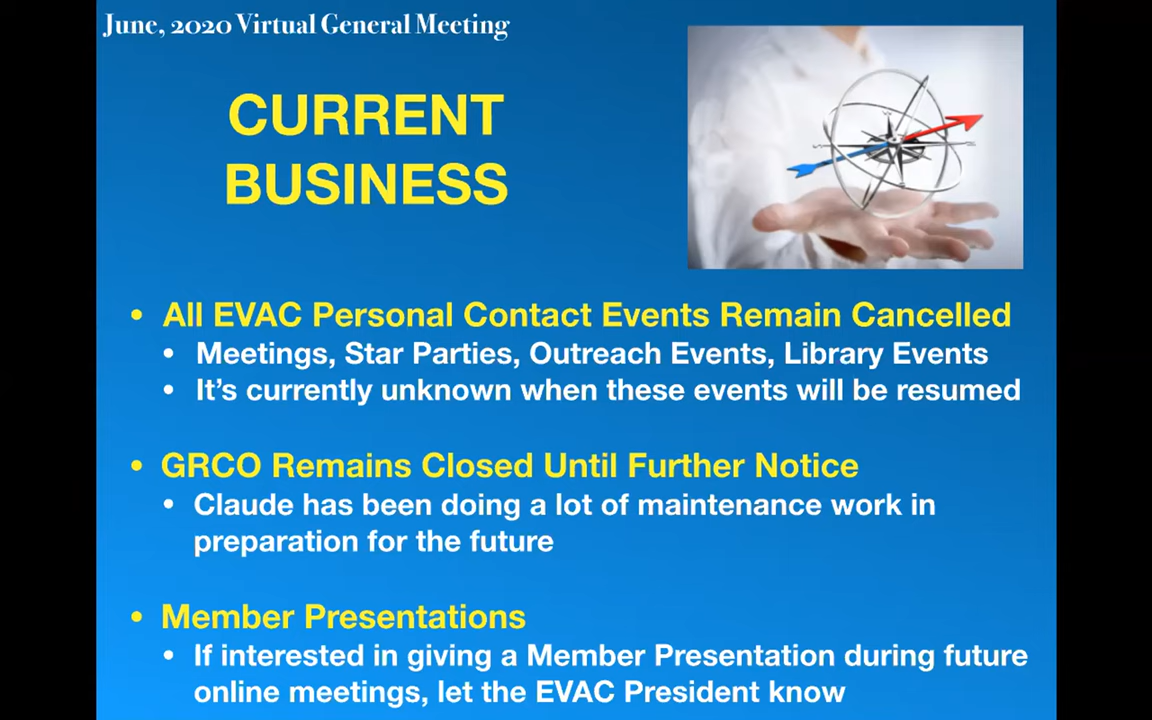 June, 2020 Virtual General Meeting
CURRENT
BUSINESS
• All EVAC Personal Contact Events Remain Cancelled
• Meetings, Star Parties, Outreach Events, Library Events
• It's currently unknown when these events will be resumed
• GRCO Remains Closed Until Further Notice
• Claude has been doing a lot of maintenance work in
preparation for the future
• Member Presentations
• If interested in giving a Member Presentation during future
online meetings, let the EVAC President know